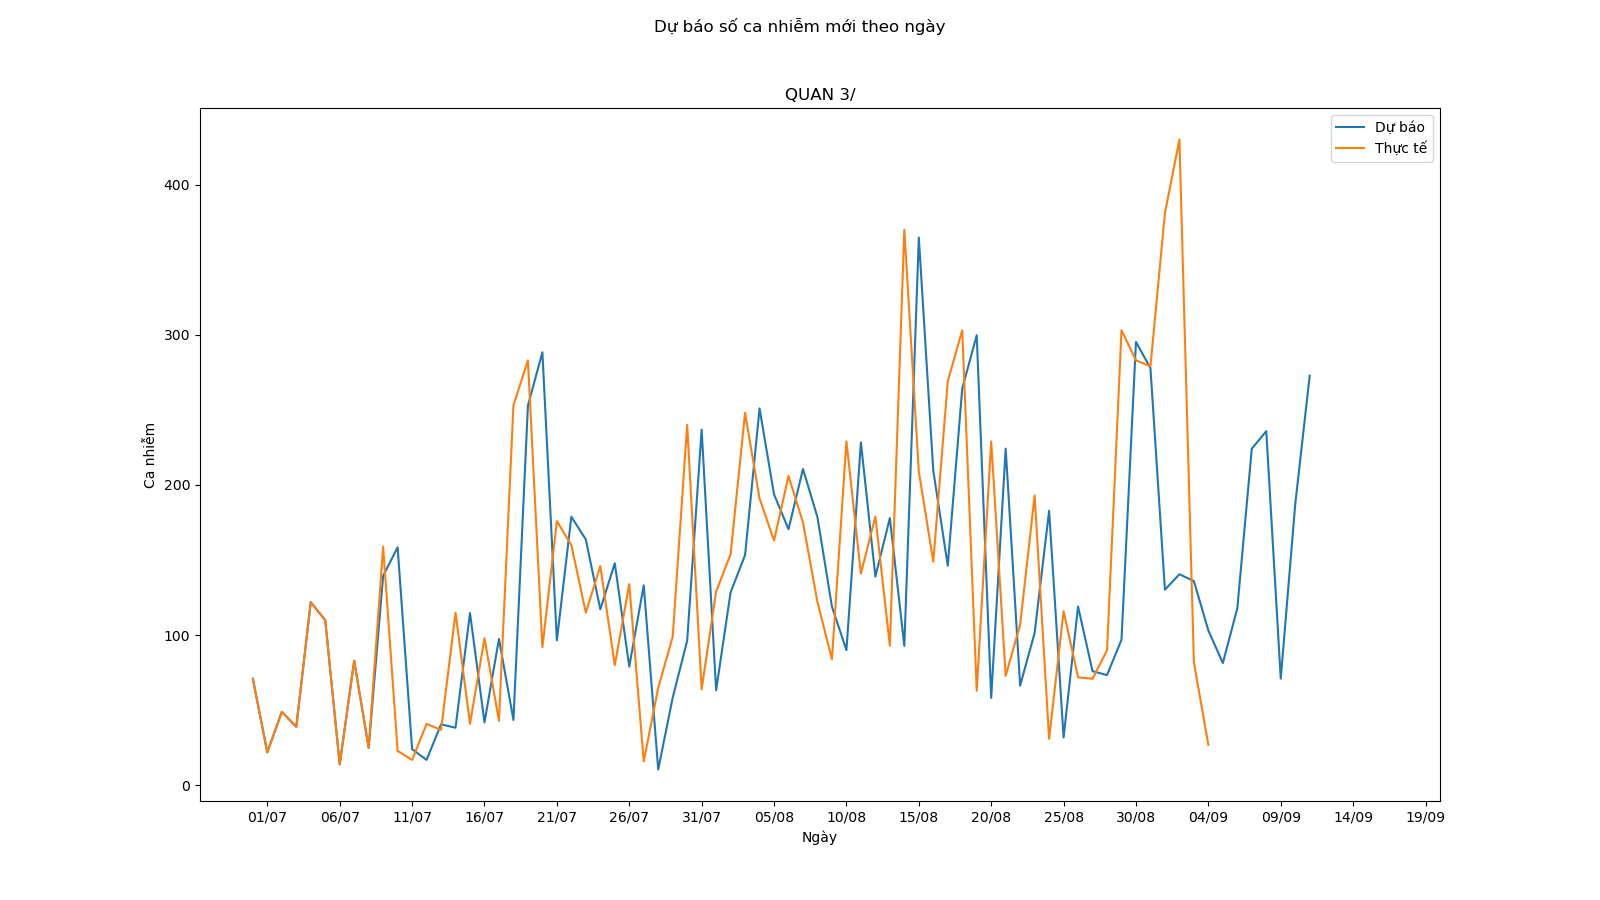 Dự báo số ca nhiễm mới theo ngày
QUAN 3/
Dự báo
Thực tế
400
300
200
100
0
Ca nhiễm
01/07 06/07 11/07 16/07 21/07 26/07 31/07 05/08 10/08 15/08 20/08 25/08 30/08 04/09 09/09 14/09 19/09
Ngày